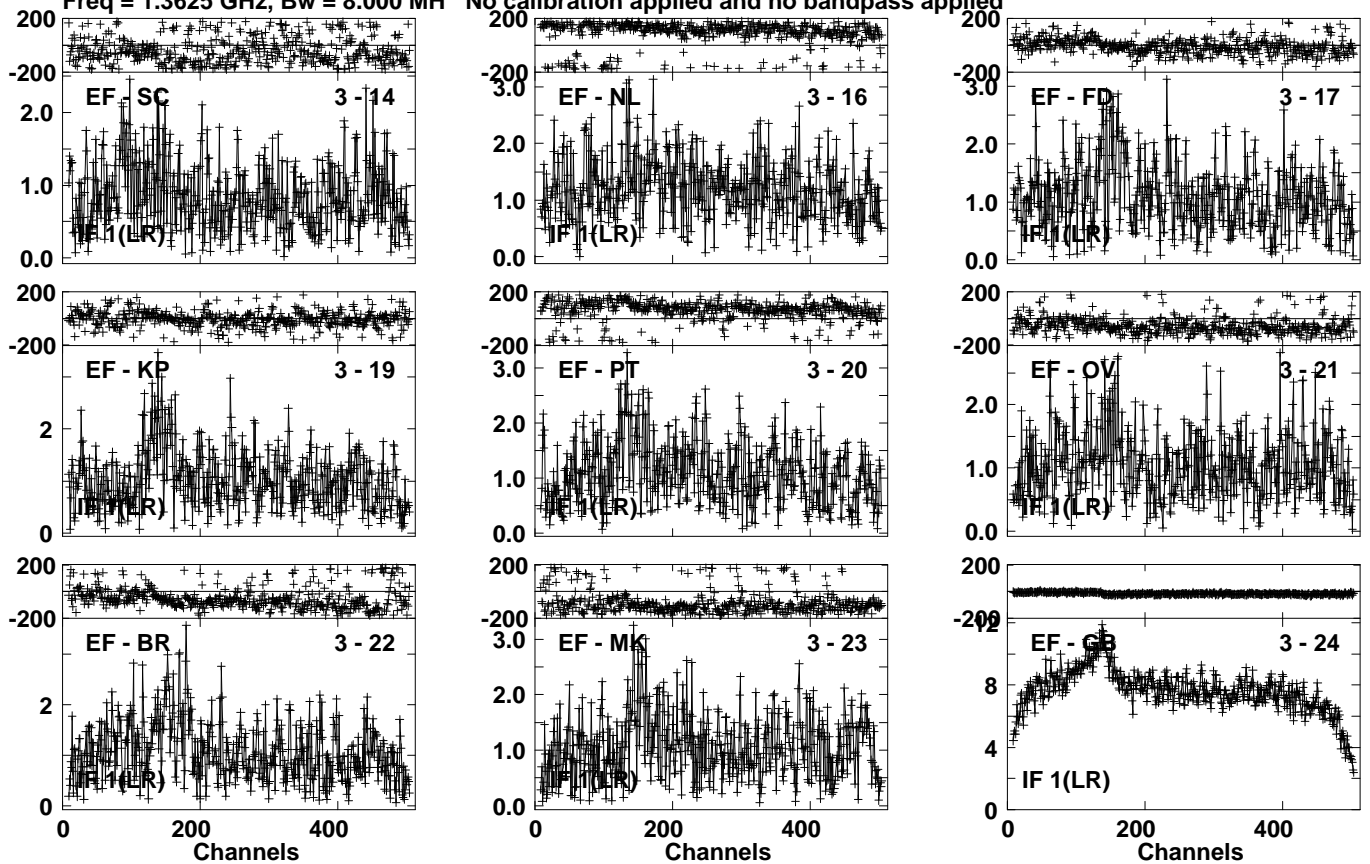 Freq = 1.3625 GHz, Bw = 8.000 MH No calibration applied and no bandpass applied
200 200 200
-200 -200 -200
EF - SC 3 - 14 EF - NL 3 - 16 EF - FD 3 - 17
2.0 3.0 3.0
1.0 2.0 2.0
0.0 1.0 1.0
0.0 0.0
IF 1(LR) IF 1(LR) IF 1(LR)
200 200 200
-200 -200 -200
EF - KP 3 - 19 EF - PT 3 - 20 EF - OV 3 - 21
2 3.0 2.0
0 2.0 1.0
1.0 0.0
0.0
IF 1(LR) IF 1(LR) IF 1(LR)
200 200 200
-200 -200 -200
EF - BR 3 - 22 EF - MK 3 - 23 EF - GB 3 - 24
2 3.0 12
0 2.0 8
1.0 4
0.0 0
IF 1(LR) IF 1(LR) IF 1(LR)
0 200 400 0 200 400 0 200 400
Channels Channels Channels